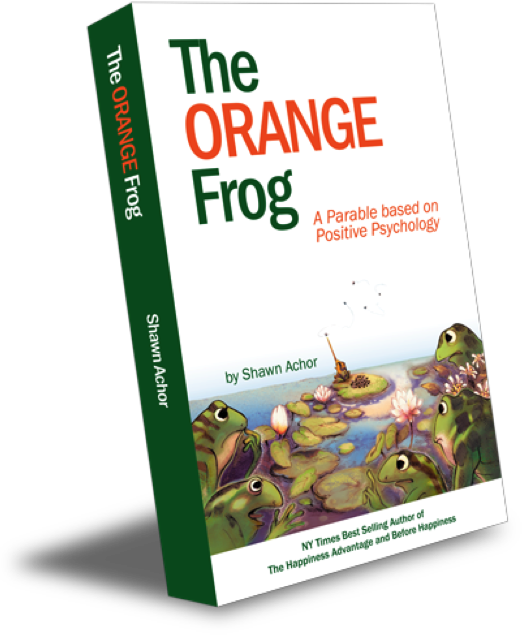 The ORANGE Frog
Shawn Achor
The
ORANGE
Frog
A Parable based on
Positive Psychology
by Shawn Achor
NY Times Best Selling Author of
The Happiness Advantage and Before Happiness